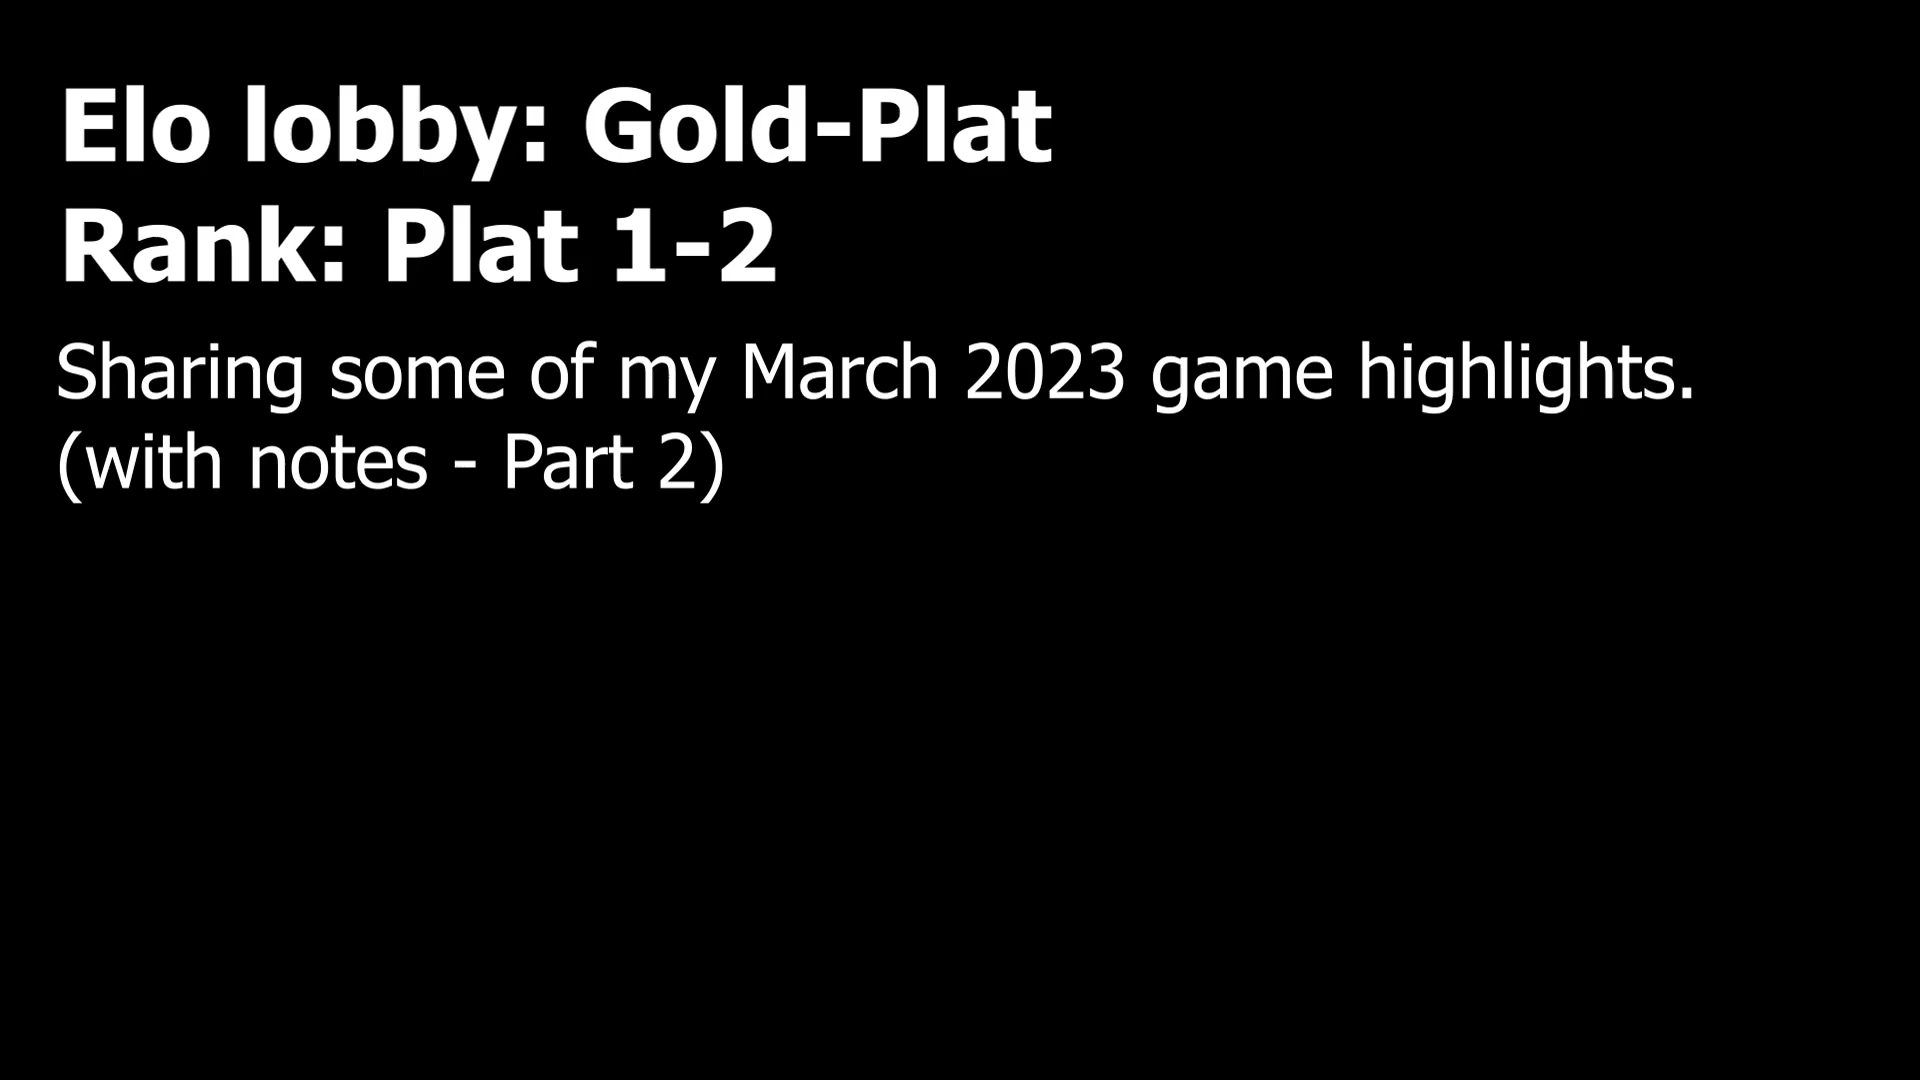 Elo lobby: Gold-Plat
Rank: Plat 1-2
Sharing some of my March 2023 game highlights.
(with notes - Part 2)